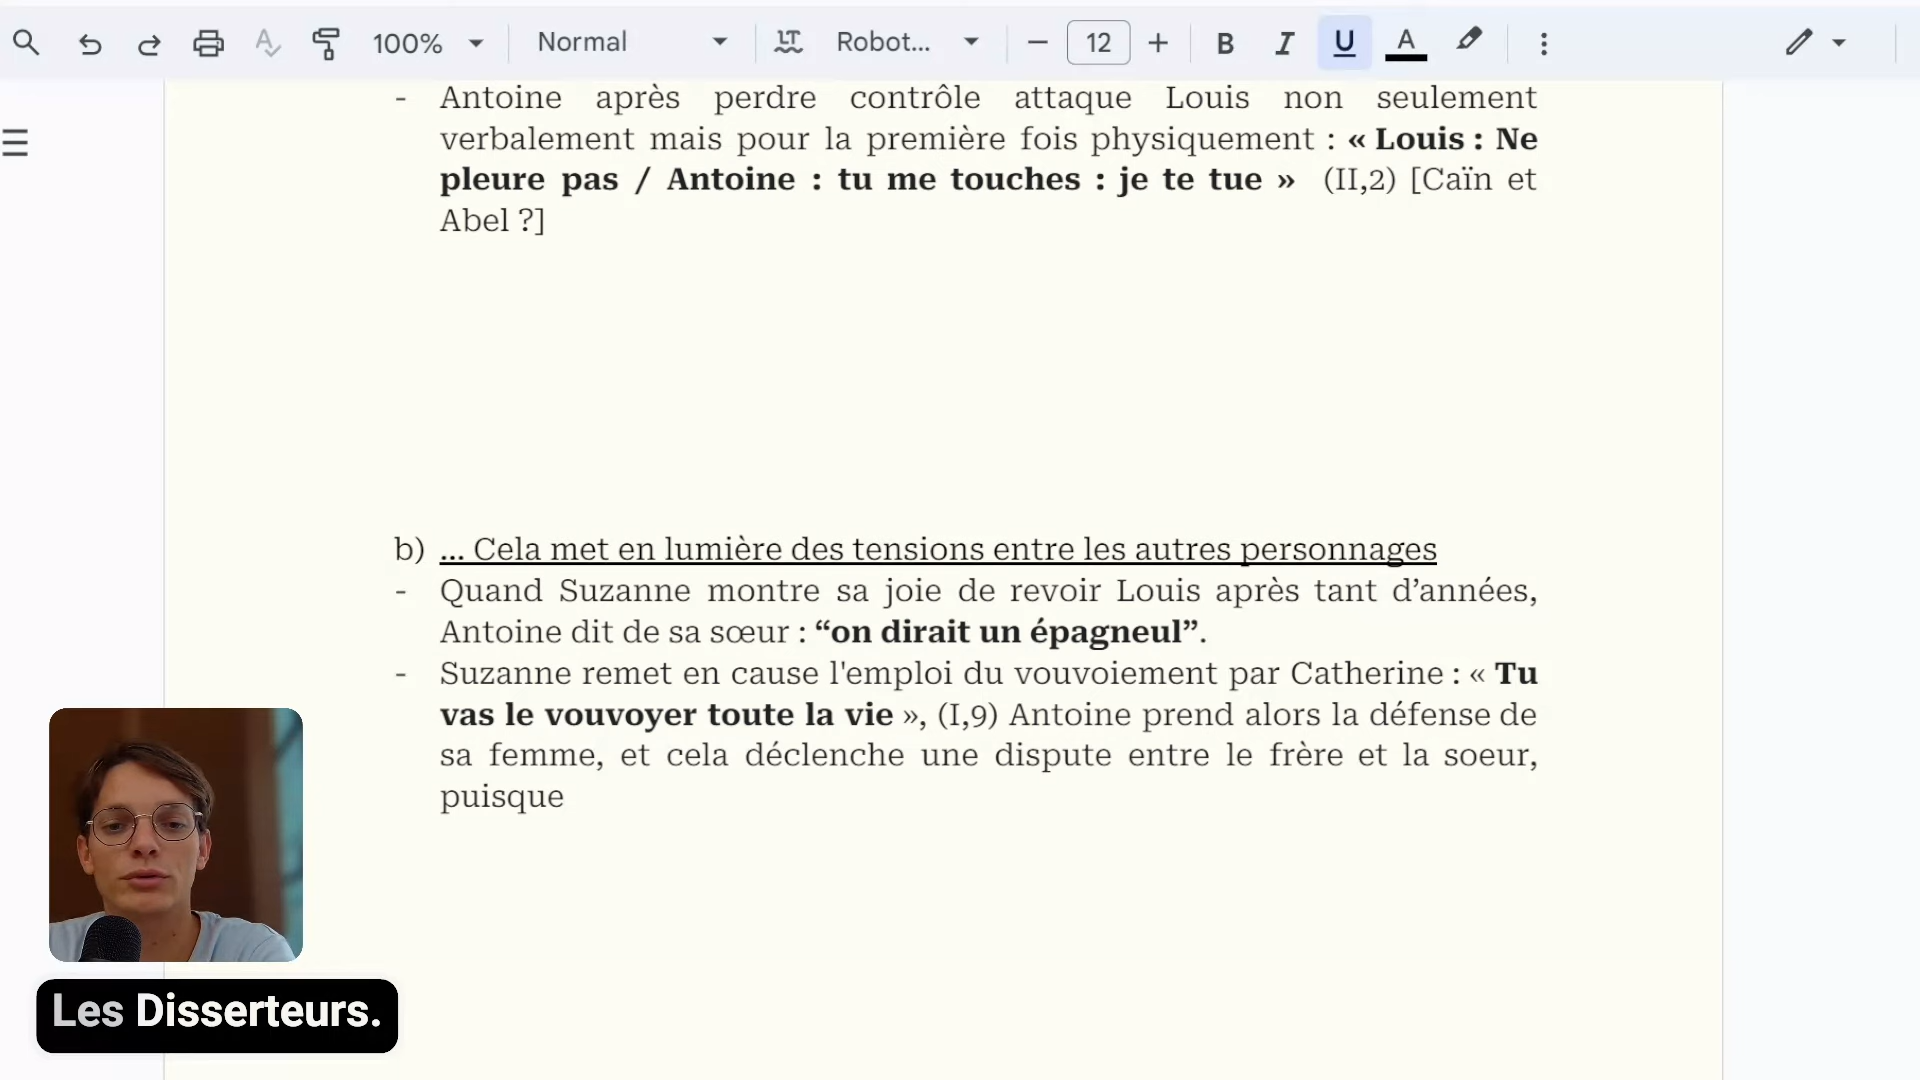 100%
Normal
Robot...
12
B
I
U
A
- Antoine après perdre contrôle attaque Louis non seulement
verbalement mais pour la première fois physiquement : « Louis : Ne
pleure pas / Antoine : tu me touches : je te tue » (II,2) [Caïn et
Abel ?]
b) ... Cela met en lumière des tensions entre les autres personnages
- Quand Suzanne montre sa joie de revoir Louis après tant d’années,
Antoine dit de sa sœur : “on dirait un épagneul”.
- Suzanne remet en cause l'emploi du vouvoiement par Catherine : « Tu
vas le vouvoyer toute la vie », (I,9) Antoine prend alors la défense de
sa femme, et cela déclenche une dispute entre le frère et la soeur,
puisque
Les Disserteurs.